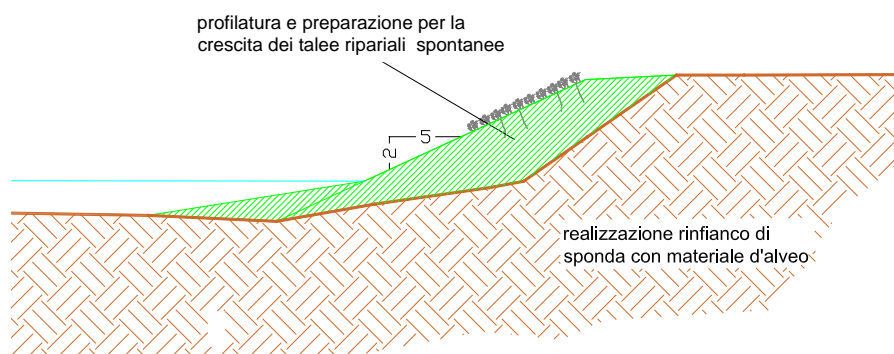 profilatura e preparazione per la
crescita dei talee ripariali spontanee
5
2
realizzazione rinfianco di
sponda con materiale d'alveo